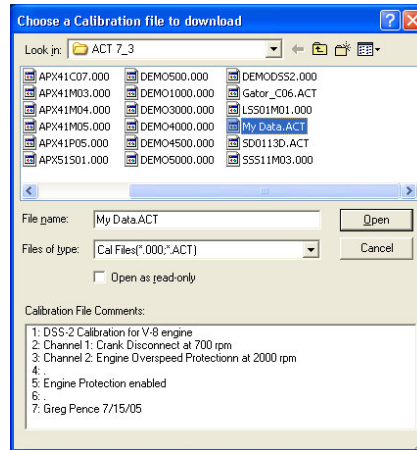 Choose a Calibration file to download
Look in: ACT 7_3
APX41C07.000 DEMO500.000 DEMODSS2.000
APX41M03.000 DEMO1000.000 Gator_C06.ACT
APX41M04.000 DEMO3000.000 LSS01M01.000
APX41M05.000 DEMO4000.000 My Data.ACT
APX41P05.000 DEMO4500.000 SD0113D.ACT
APX51S01.000 DEMO5000.000 SSS11M03.000
File name: My Data.ACT Open
Files of type: Cal Files(*.000;*.ACT) Cancel
Open as read-only
Calibration File Comments:
1: DSS-2 Calibration for V-8 engine
2: Channel 1: Crank Disconnect at 700 rpm
3: Channel 2: Engine Overspeed Protectionn at 2000 rpm
4: .
5: Engine Protection enabled
6: .
7: Greg Pence 7/15/05